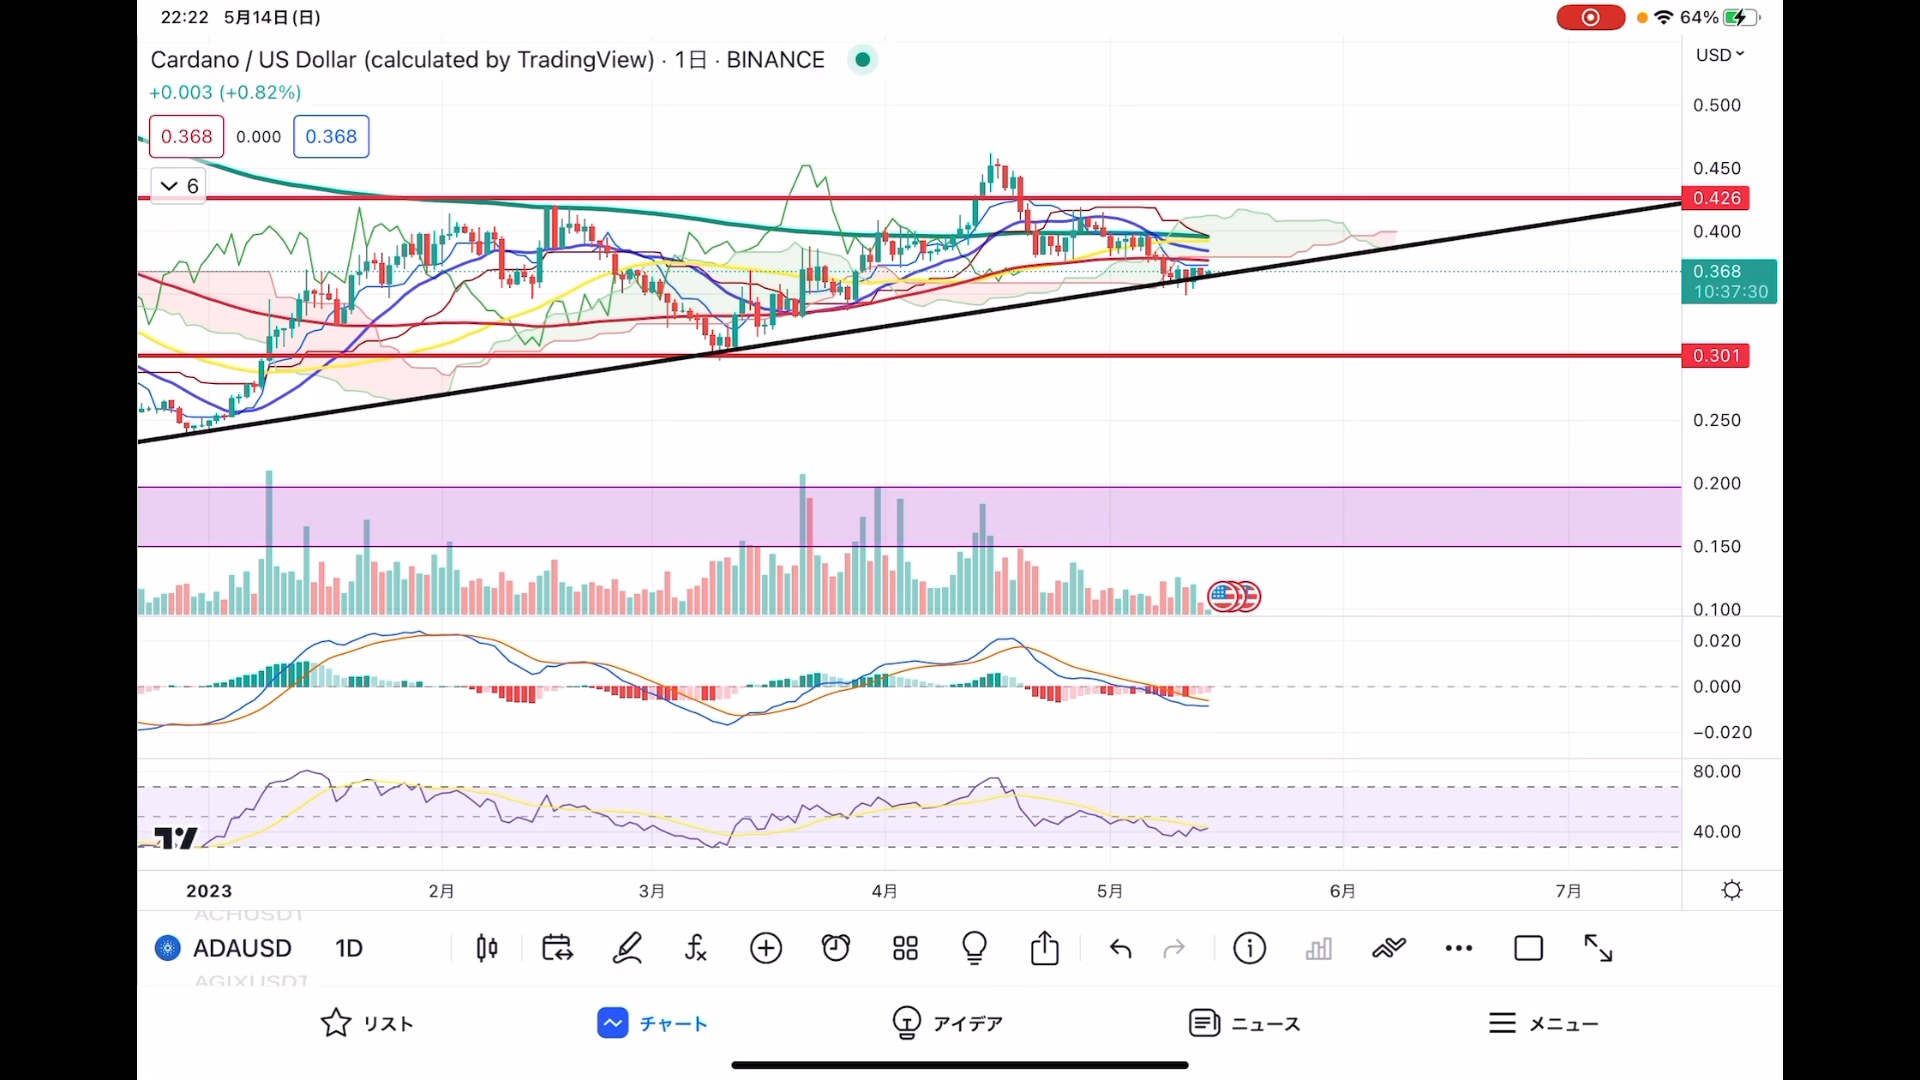 22:22 5月14日(日)
64%
Cardano / US Dollar (calculated by TradingView) · 1日 · BINANCE
USD
+0.003 (+0.82%)
0.368 0.000 0.368
6
0.500
0.450
0.426
0.400
0.368
10:37:30
0.301
0.250
0.200
0.150
0.100
0.020
0.000
−0.020
80.00
40.00
2023 2月 3月 4月 5月 6月 7月
ACHUSDT
ADAUSD 1D
AGIXUSDT
リスト チャート アイデア ニュース メニュー